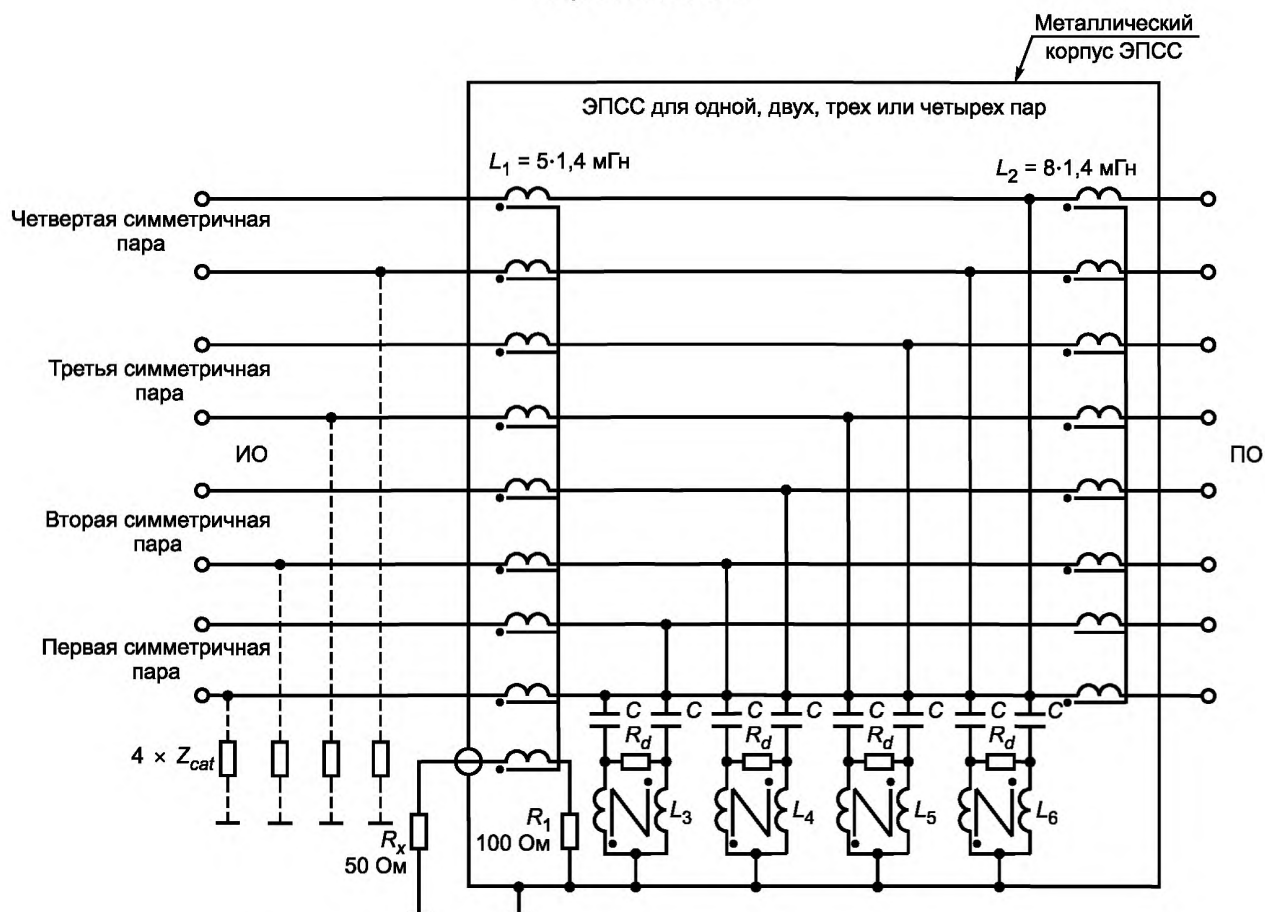 Металлический
корпус ЭПСС
ЭПСС для одной, двух, трех или четырех пар
L1 = 5·1,4 мГн
L2 = 8·1,4 мГн
Четвертая симметричная
пара
Третья симметричная
пара
ИО
ПО
Вторая симметричная
пара
Первая симметричная
пара
C C C C C C C C
Rd Rd Rd Rd
4 × Zcat
L3 L4 L5 L6
Rx
50 Ом
R1
100 Ом